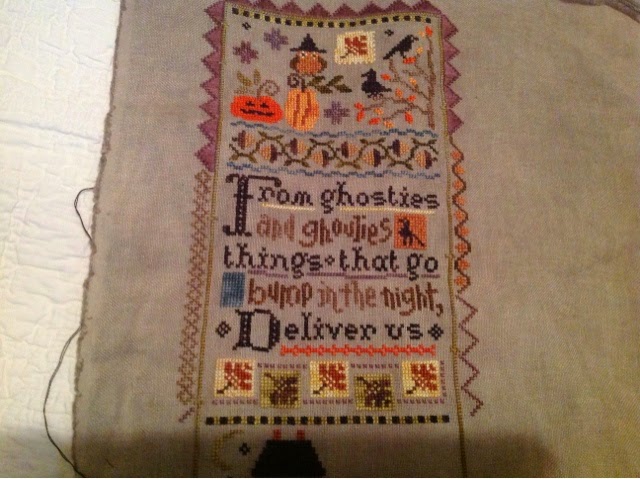 From ghosties
and ghoulies
things that go
bump in the night,
Deliver us